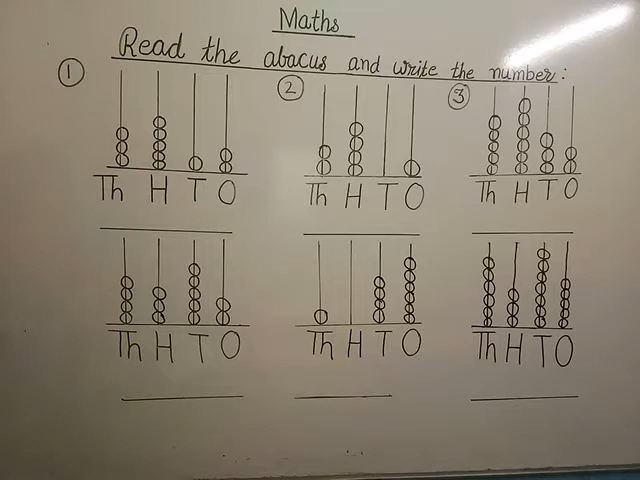 Maths
Read the abacus and write the number:
1 2 3
Th H T O Th H T O Th H T O
Th H T O Th H T O Th H T O